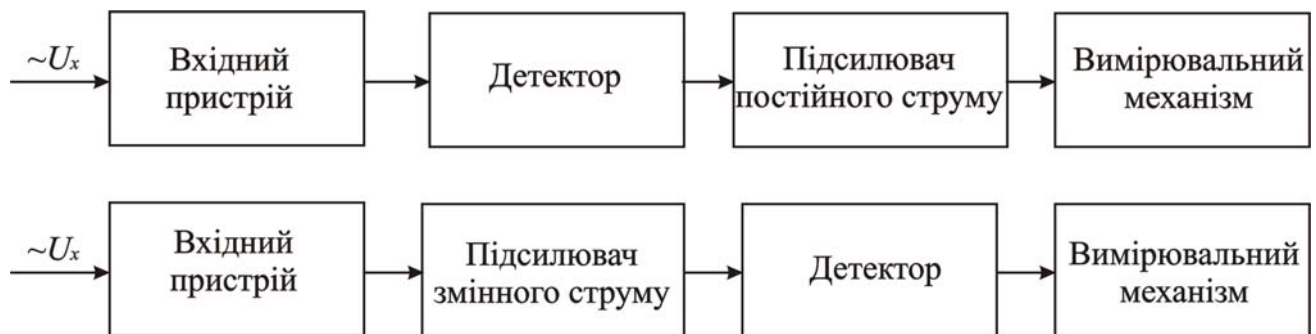 ~Uₓ
Вхідний
пристрій
Детектор
Підсилювач
постійного струму
Вимірювальний
механізм
~Uₓ
Вхідний
пристрій
Підсилювач
змінного струму
Детектор
Вимірювальний
механізм